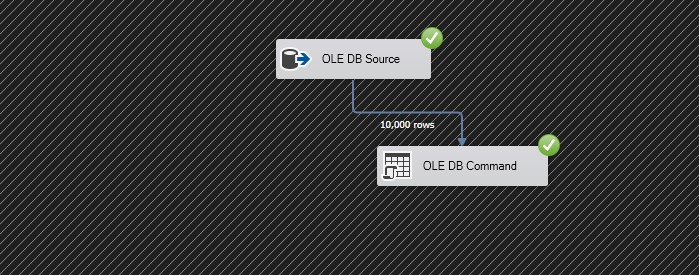 OLE DB Source
10,000 rows
OLE DB Command